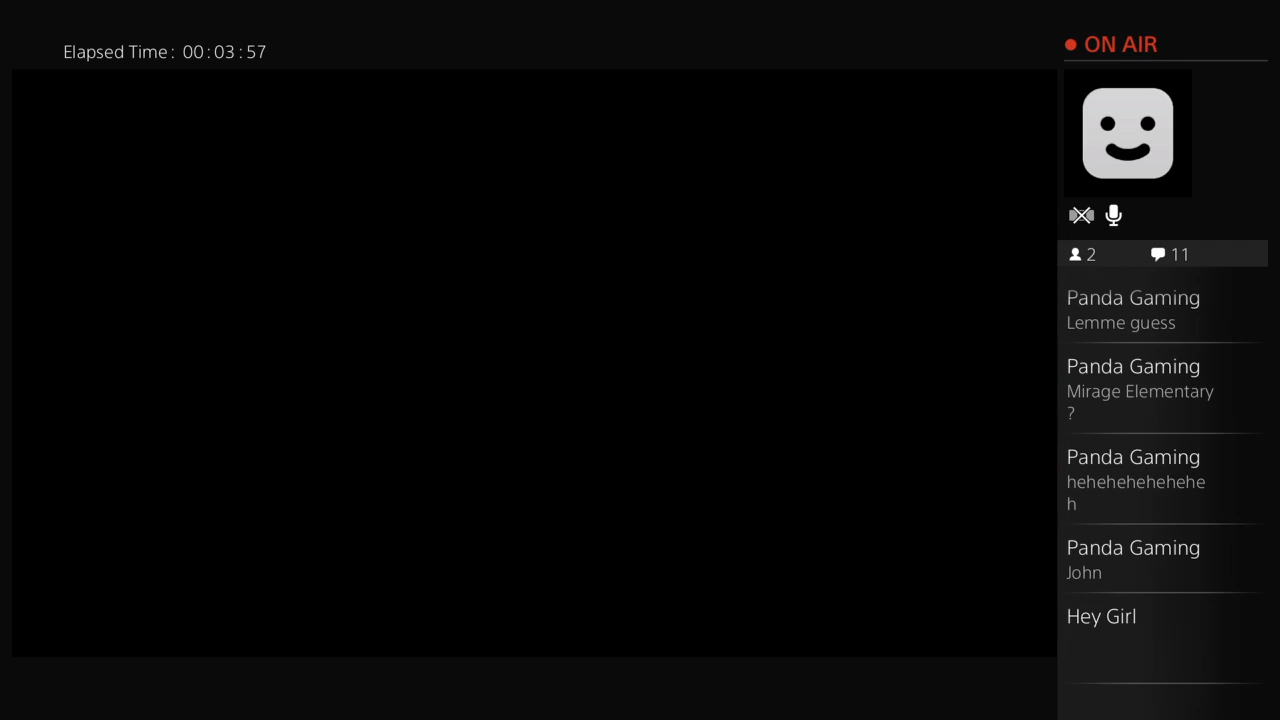 Elapsed Time: 00:03:57
ON AIR
2 11
Panda Gaming
Lemme guess
Panda Gaming
Mirage Elementary
?
Panda Gaming
hehehehehehehe
h
Panda Gaming
John
Hey Girl